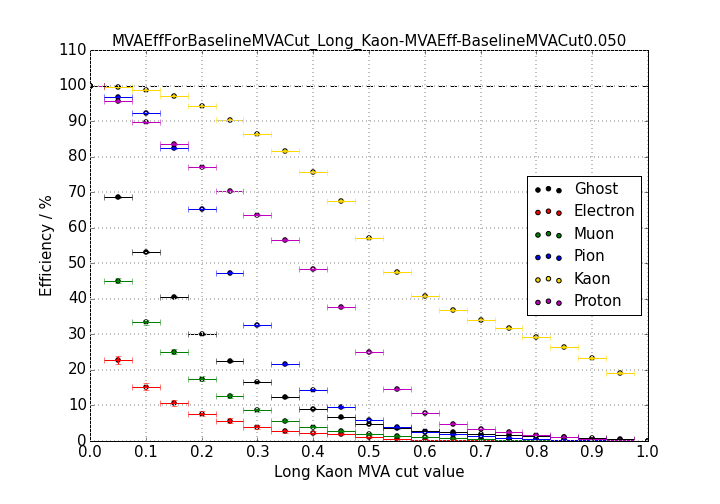 MVAEffForBaselineMVACut_Long_Kaon-MVAEff-BaselineMVACut0.050
110
100
90
80
70
60
50
40
30
20
10
0
Efficiency / %
Ghost
Electron
Muon
Pion
Kaon
Proton
0.0 0.1 0.2 0.3 0.4 0.5 0.6 0.7 0.8 0.9 1.0
Long Kaon MVA cut value